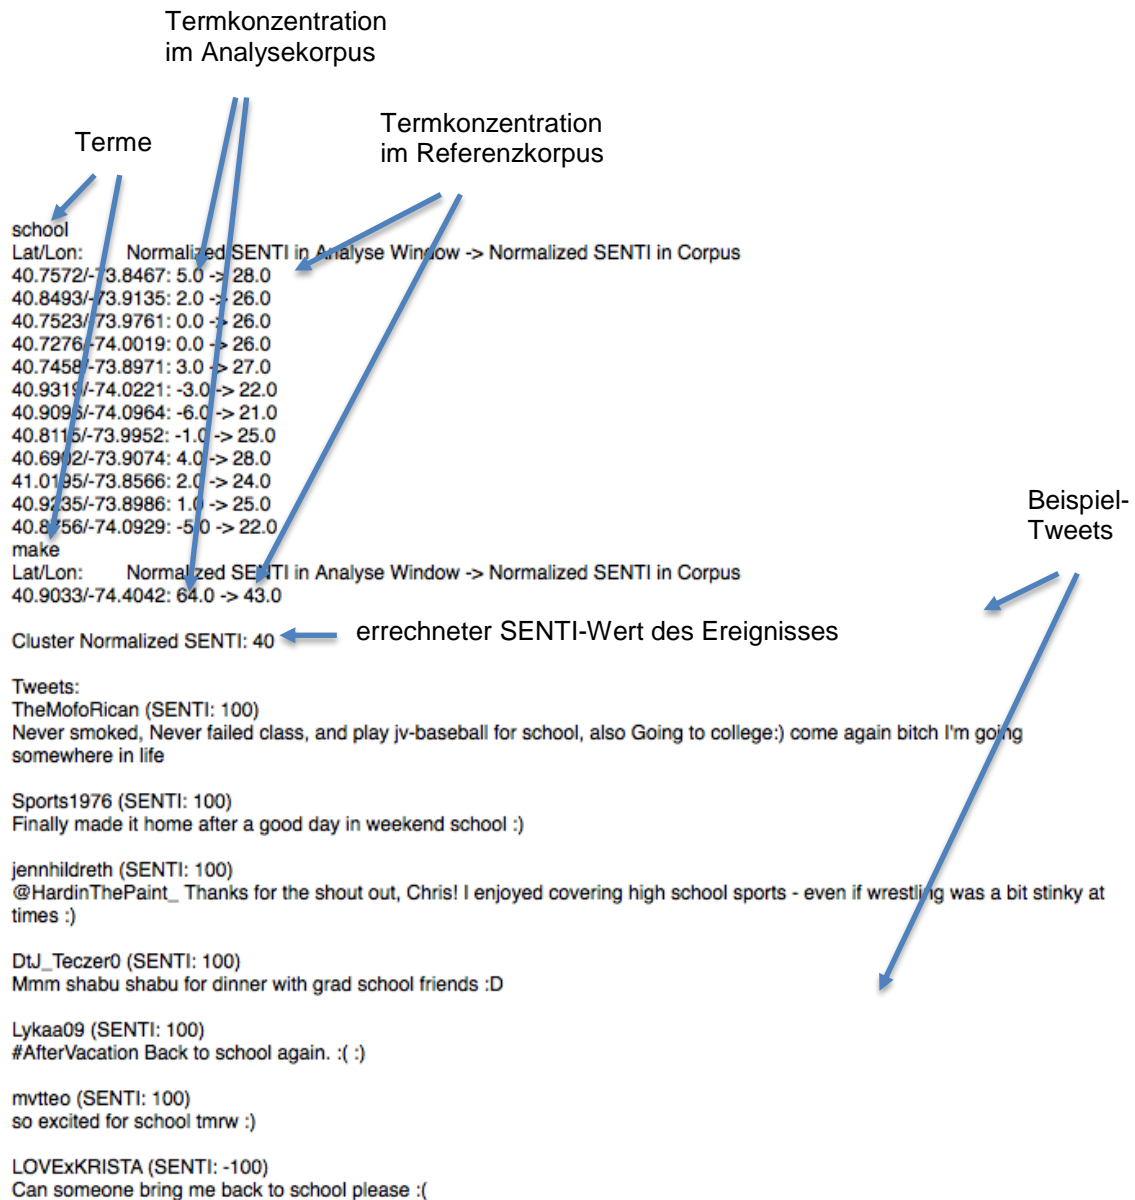 Termkonzentration
im Analysekorpus
Terme
Termkonzentration
im Referenzkorpus
school
Lat/Lon: Normalized SENTI in Analyse Window -> Normalized SENTI in Corpus
40.7572/-73.8467: 5.0 -> 28.0
40.8493/-73.9135: 2.0 -> 26.0
40.7523/-73.9761: 0.0 -> 26.0
40.7276/-74.0019: 0.0 -> 26.0
40.7458/-73.8971: 3.0 -> 27.0
40.9319/-74.0221: -3.0 -> 22.0
40.9096/-74.0964: -6.0 -> 21.0
40.8115/-73.9952: -1.0 -> 25.0
40.6902/-73.9074: 4.0 -> 28.0
41.0195/-73.8566: 2.0 -> 24.0
40.9235/-73.8986: 1.0 -> 25.0
40.8756/-74.0929: -5.0 -> 22.0
make
Lat/Lon: Normalized SENTI in Analyse Window -> Normalized SENTI in Corpus
40.9033/-74.4042: 64.0 -> 43.0
Beispiel-
Tweets
Cluster Normalized SENTI: 40
errechneter SENTI-Wert des Ereignisses
Tweets:
TheMofoRican (SENTI: 100)
Never smoked, Never failed class, and play jv-baseball for school, also Going to college:) come again bitch I'm going
somewhere in life
Sports1976 (SENTI: 100)
Finally made it home after a good day in weekend school :)
jennhildreth (SENTI: 100)
@HardinThePaint_ Thanks for the shout out, Chris! I enjoyed covering high school sports - even if wrestling was a bit stinky at
times :)
DtJ_Teczer0 (SENTI: 100)
Mmm shabu shabu for dinner with grad school friends :D
Lykaa09 (SENTI: 100)
#AfterVacation Back to school again. :( :)
mvtteo (SENTI: 100)
so excited for school tmrw :)
LOVExKRISTA (SENTI: -100)
Can someone bring me back to school please :(